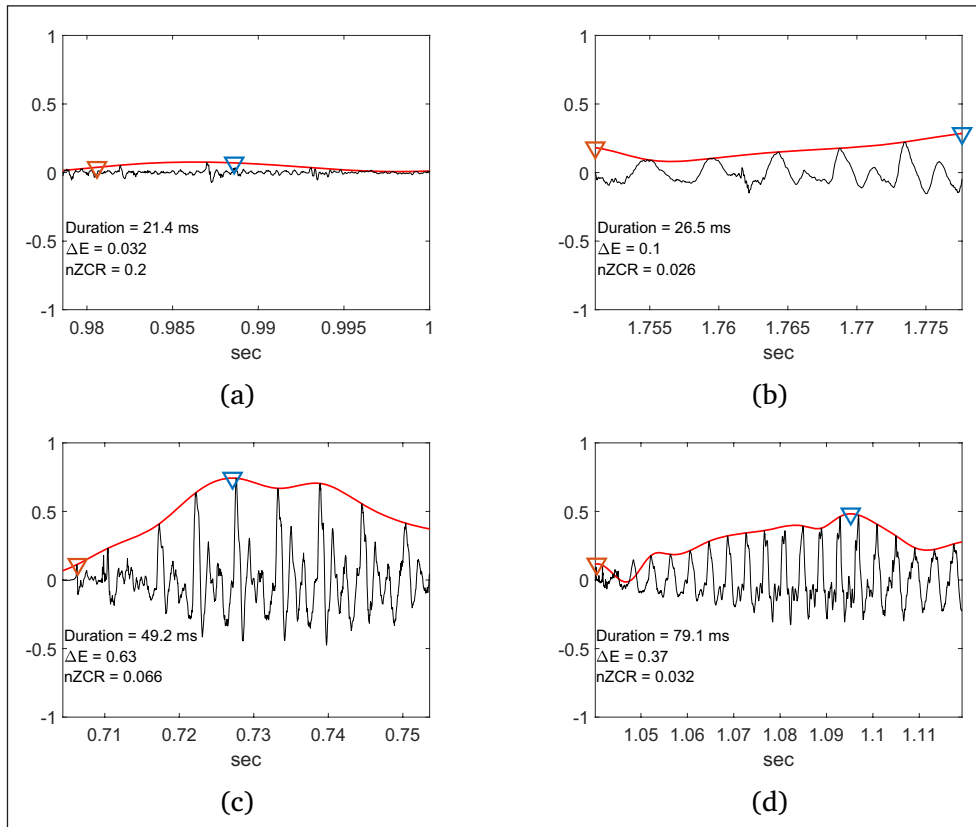 1
0.5
0
-0.5
-1
Duration = 21.4 ms
ΔE = 0.032
nZCR = 0.2
0.98 0.985 0.99 0.995 1
sec
(a)
1
0.5
0
-0.5
-1
Duration = 26.5 ms
ΔE = 0.1
nZCR = 0.026
1.755 1.76 1.765 1.77 1.775
sec
(b)
1
0.5
0
-0.5
-1
Duration = 49.2 ms
ΔE = 0.63
nZCR = 0.066
0.71 0.72 0.73 0.74 0.75
sec
(c)
1
0.5
0
-0.5
-1
Duration = 79.1 ms
ΔE = 0.37
nZCR = 0.032
1.05 1.06 1.07 1.08 1.09 1.1 1.11
sec
(d)